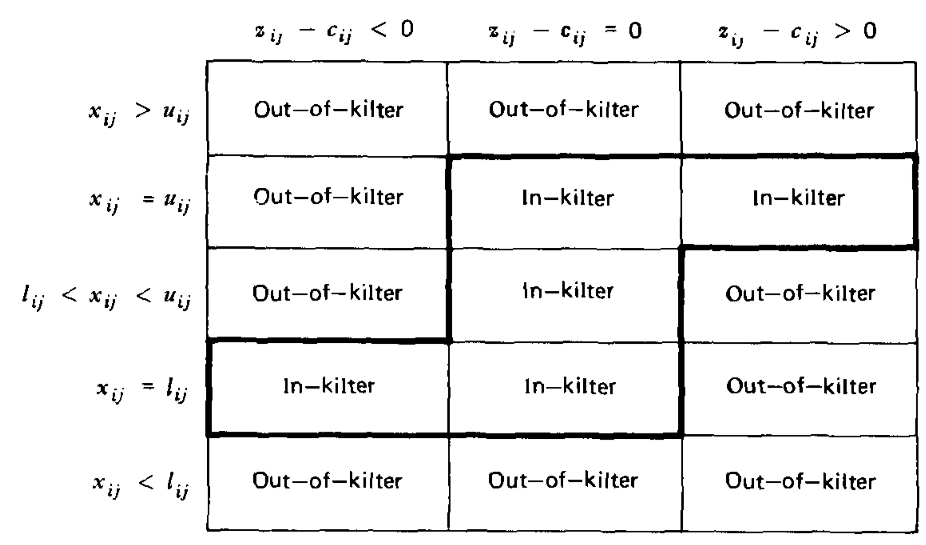 z_ij − c_ij < 0 z_ij − c_ij = 0 z_ij − c_ij > 0
x_ij > u_ij Out–of–kilter Out–of–kilter Out–of–kilter
x_ij = u_ij Out–of–kilter In–kilter In–kilter
l_ij < x_ij < u_ij Out–of–kilter In–kilter Out–of–kilter
x_ij = l_ij In–kilter In–kilter Out–of–kilter
x_ij < l_ij Out–of–kilter Out–of–kilter Out–of–kilter